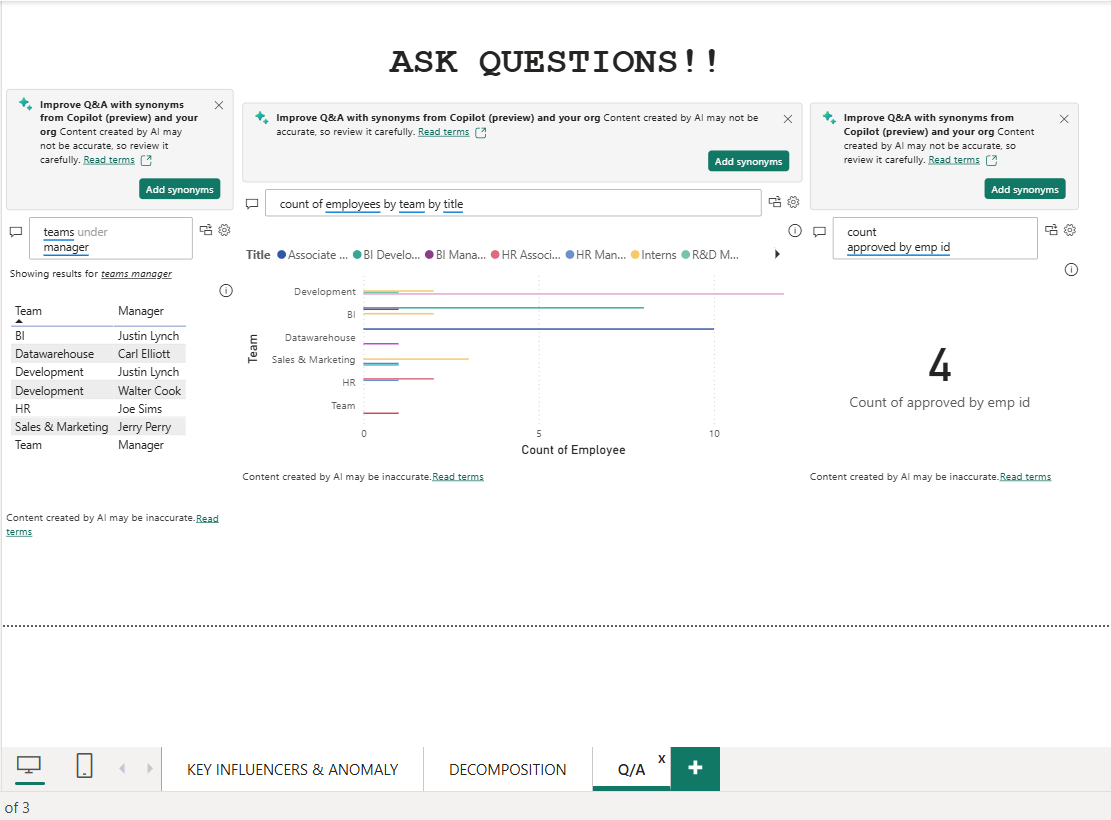 ASK QUESTIONS!!
Improve Q&A with synonyms
from Copilot (preview) and your
org Content created by AI may
not be accurate, so review it
carefully. Read terms
Add synonyms
teams under
manager
Showing results for teams manager
Team Manager
BI Justin Lynch
Datawarehouse Carl Elliott
Development Justin Lynch
Development Walter Cook
HR Joe Sims
Sales & Marketing Jerry Perry
Team Manager
Content created by AI may be inaccurate. Read
terms
Improve Q&A with synonyms from Copilot (preview) and your org Content created by AI may not be
accurate, so review it carefully. Read terms
Add synonyms
count of employees by team by title
Title Associate ... BI Develo... BI Mana... HR Associ... HR Man... Interns R&D M...
Team
Development
BI
Datawarehouse
Sales & Marketing
HR
Team
0 5 10
Count of Employee
Content created by AI may be inaccurate. Read terms
Improve Q&A with synonyms from
Copilot (preview) and your org Content
created by AI may not be accurate, so
review it carefully. Read terms
Add synonyms
count
approved by emp id
4
Count of approved by emp id
Content created by AI may be inaccurate. Read terms
KEY INFLUENCERS & ANOMALY DECOMPOSITION Q/A x +
of 3